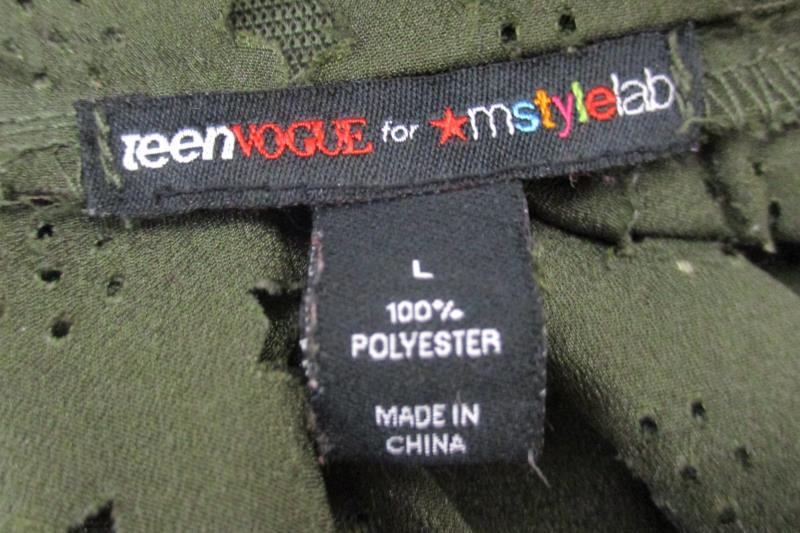 teenVOGUE for ★mstylelab
L
100%
POLYESTER
MADE IN
CHINA